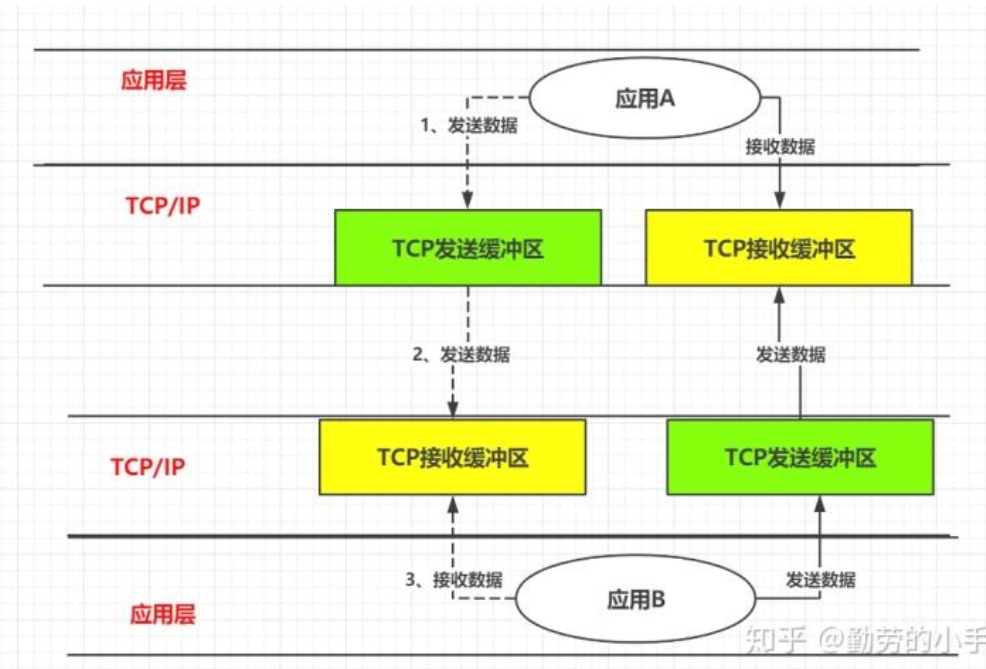 应用层
应用A
1、发送数据
接收数据
TCP/IP
TCP发送缓冲区
TCP接收缓冲区
2、发送数据
发送数据
TCP/IP
TCP接收缓冲区
TCP发送缓冲区
3、接收数据
应用B
发送数据
应用层
知乎 @勤劳的小手